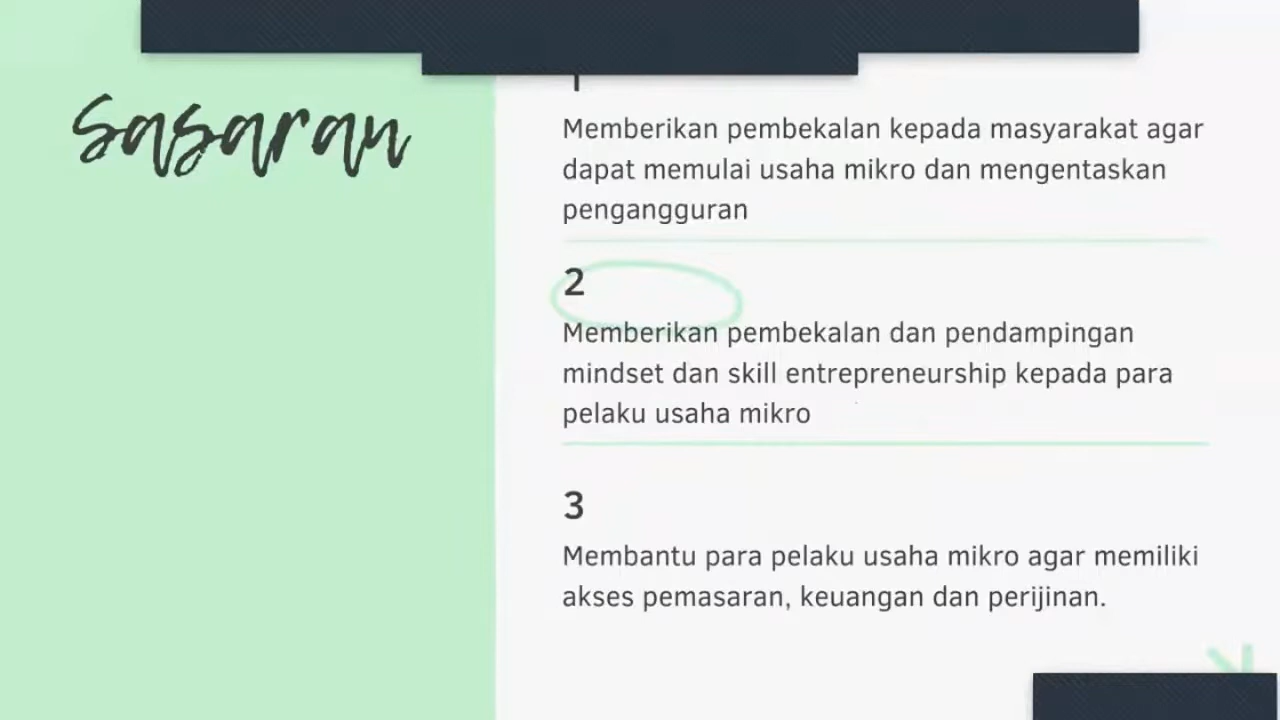 sasaran
1
Memberikan pembekalan kepada masyarakat agar
dapat memulai usaha mikro dan mengentaskan
pengangguran
2
Memberikan pembekalan dan pendampingan
mindset dan skill entrepreneurship kepada para
pelaku usaha mikro
3
Membantu para pelaku usaha mikro agar memiliki
akses pemasaran, keuangan dan perijinan.